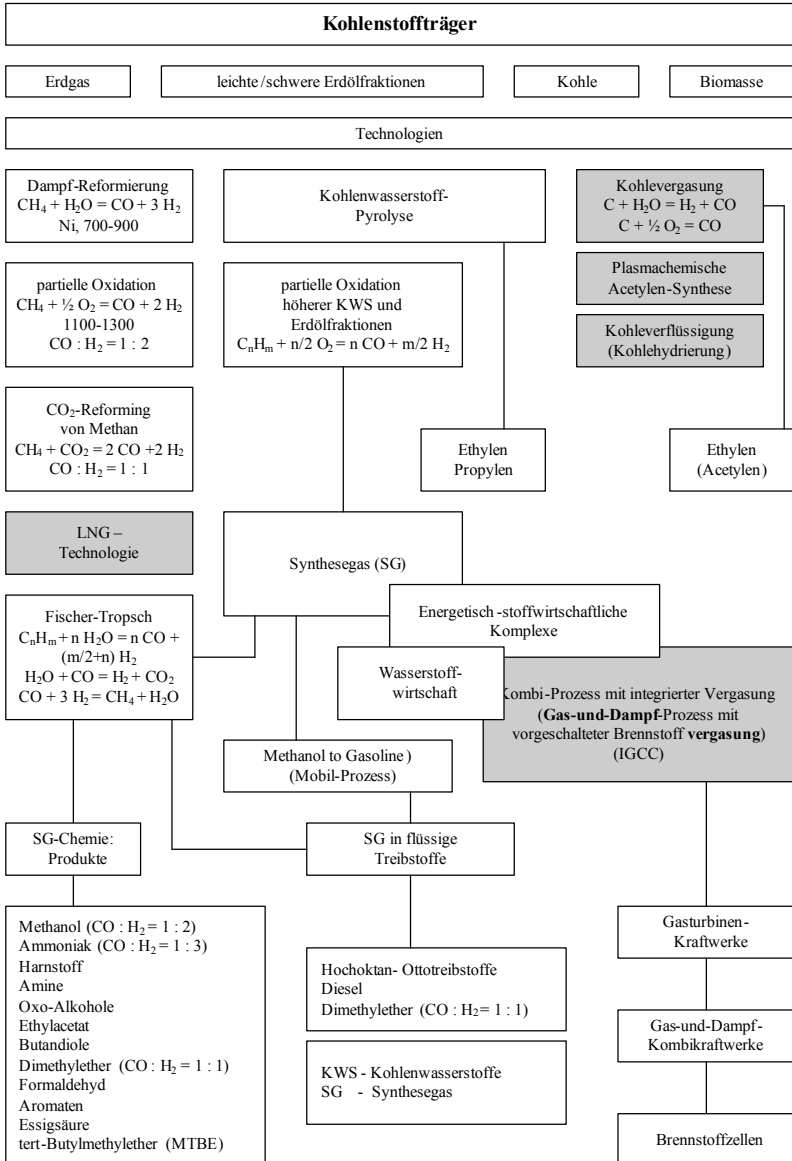 Kohlenstoffträger
Erdgas
leichte/schwere Erdölfraktionen
Kohle
Biomasse
Technologien
Dampf-Reformierung
CH₄ + H₂O = CO + 3 H₂
Ni, 700-900
Kohlenwasserstoff-
Pyrolyse
Kohlevergasung
C + H₂O = H₂ + CO
C + ½ O₂ = CO
partielle Oxidation
CH₄ + ½ O₂ = CO + 2 H₂
1100-1300
CO : H₂ = 1 : 2
partielle Oxidation
höherer KWS und
Erdölfraktionen
CₙHₘ + n/2 O₂ = n CO + m/2 H₂
Plasmachemische
Acetylen-Synthese
Kohleverflüssigung
(Kohlehydrierung)
CO₂-Reforming
von Methan
CH₄ + CO₂ = 2 CO +2 H₂
CO : H₂ = 1 : 1
Ethylen
Propylen
Ethylen
(Acetylen)
LNG –
Technologie
Synthesegas (SG)
Fischer-Tropsch
CₙHₘ + n H₂O = n CO +
(m/2+n) H₂
H₂O + CO = H₂ + CO₂
CO + 3 H₂ = CH₄ + H₂O
Energetisch -stoffwirtschaftliche
Komplexe
Wasserstoff-
wirtschaft
ombi-Prozess mit integrierter Vergasung
(Gas-und-Dampf-Prozess mit
vorgeschalteter Brennstoff vergasung)
(IGCC)
Methanol to Gasoline )
(Mobil-Prozess)
SG-Chemie:
Produkte
SG in flüssige
Treibstoffe
Methanol (CO : H₂ = 1 : 2)
Ammoniak (CO : H₂ = 1 : 3)
Harnstoff
Amine
Oxo-Alkohole
Ethylacetat
Butandiole
Dimethylether (CO : H₂ = 1 : 1)
Formaldehyd
Aromaten
Essigsäure
tert-Butylmethylether (MTBE)
Hochoktan- Ottotreibstoffe
Diesel
Dimethylether (CO : H₂ = 1 : 1)
KWS - Kohlenwasserstoffe
SG - Synthesegas
Gasturbinen-
Kraftwerke
Gas-und-Dampf-
Kombikraftwerke
Brennstoffzellen